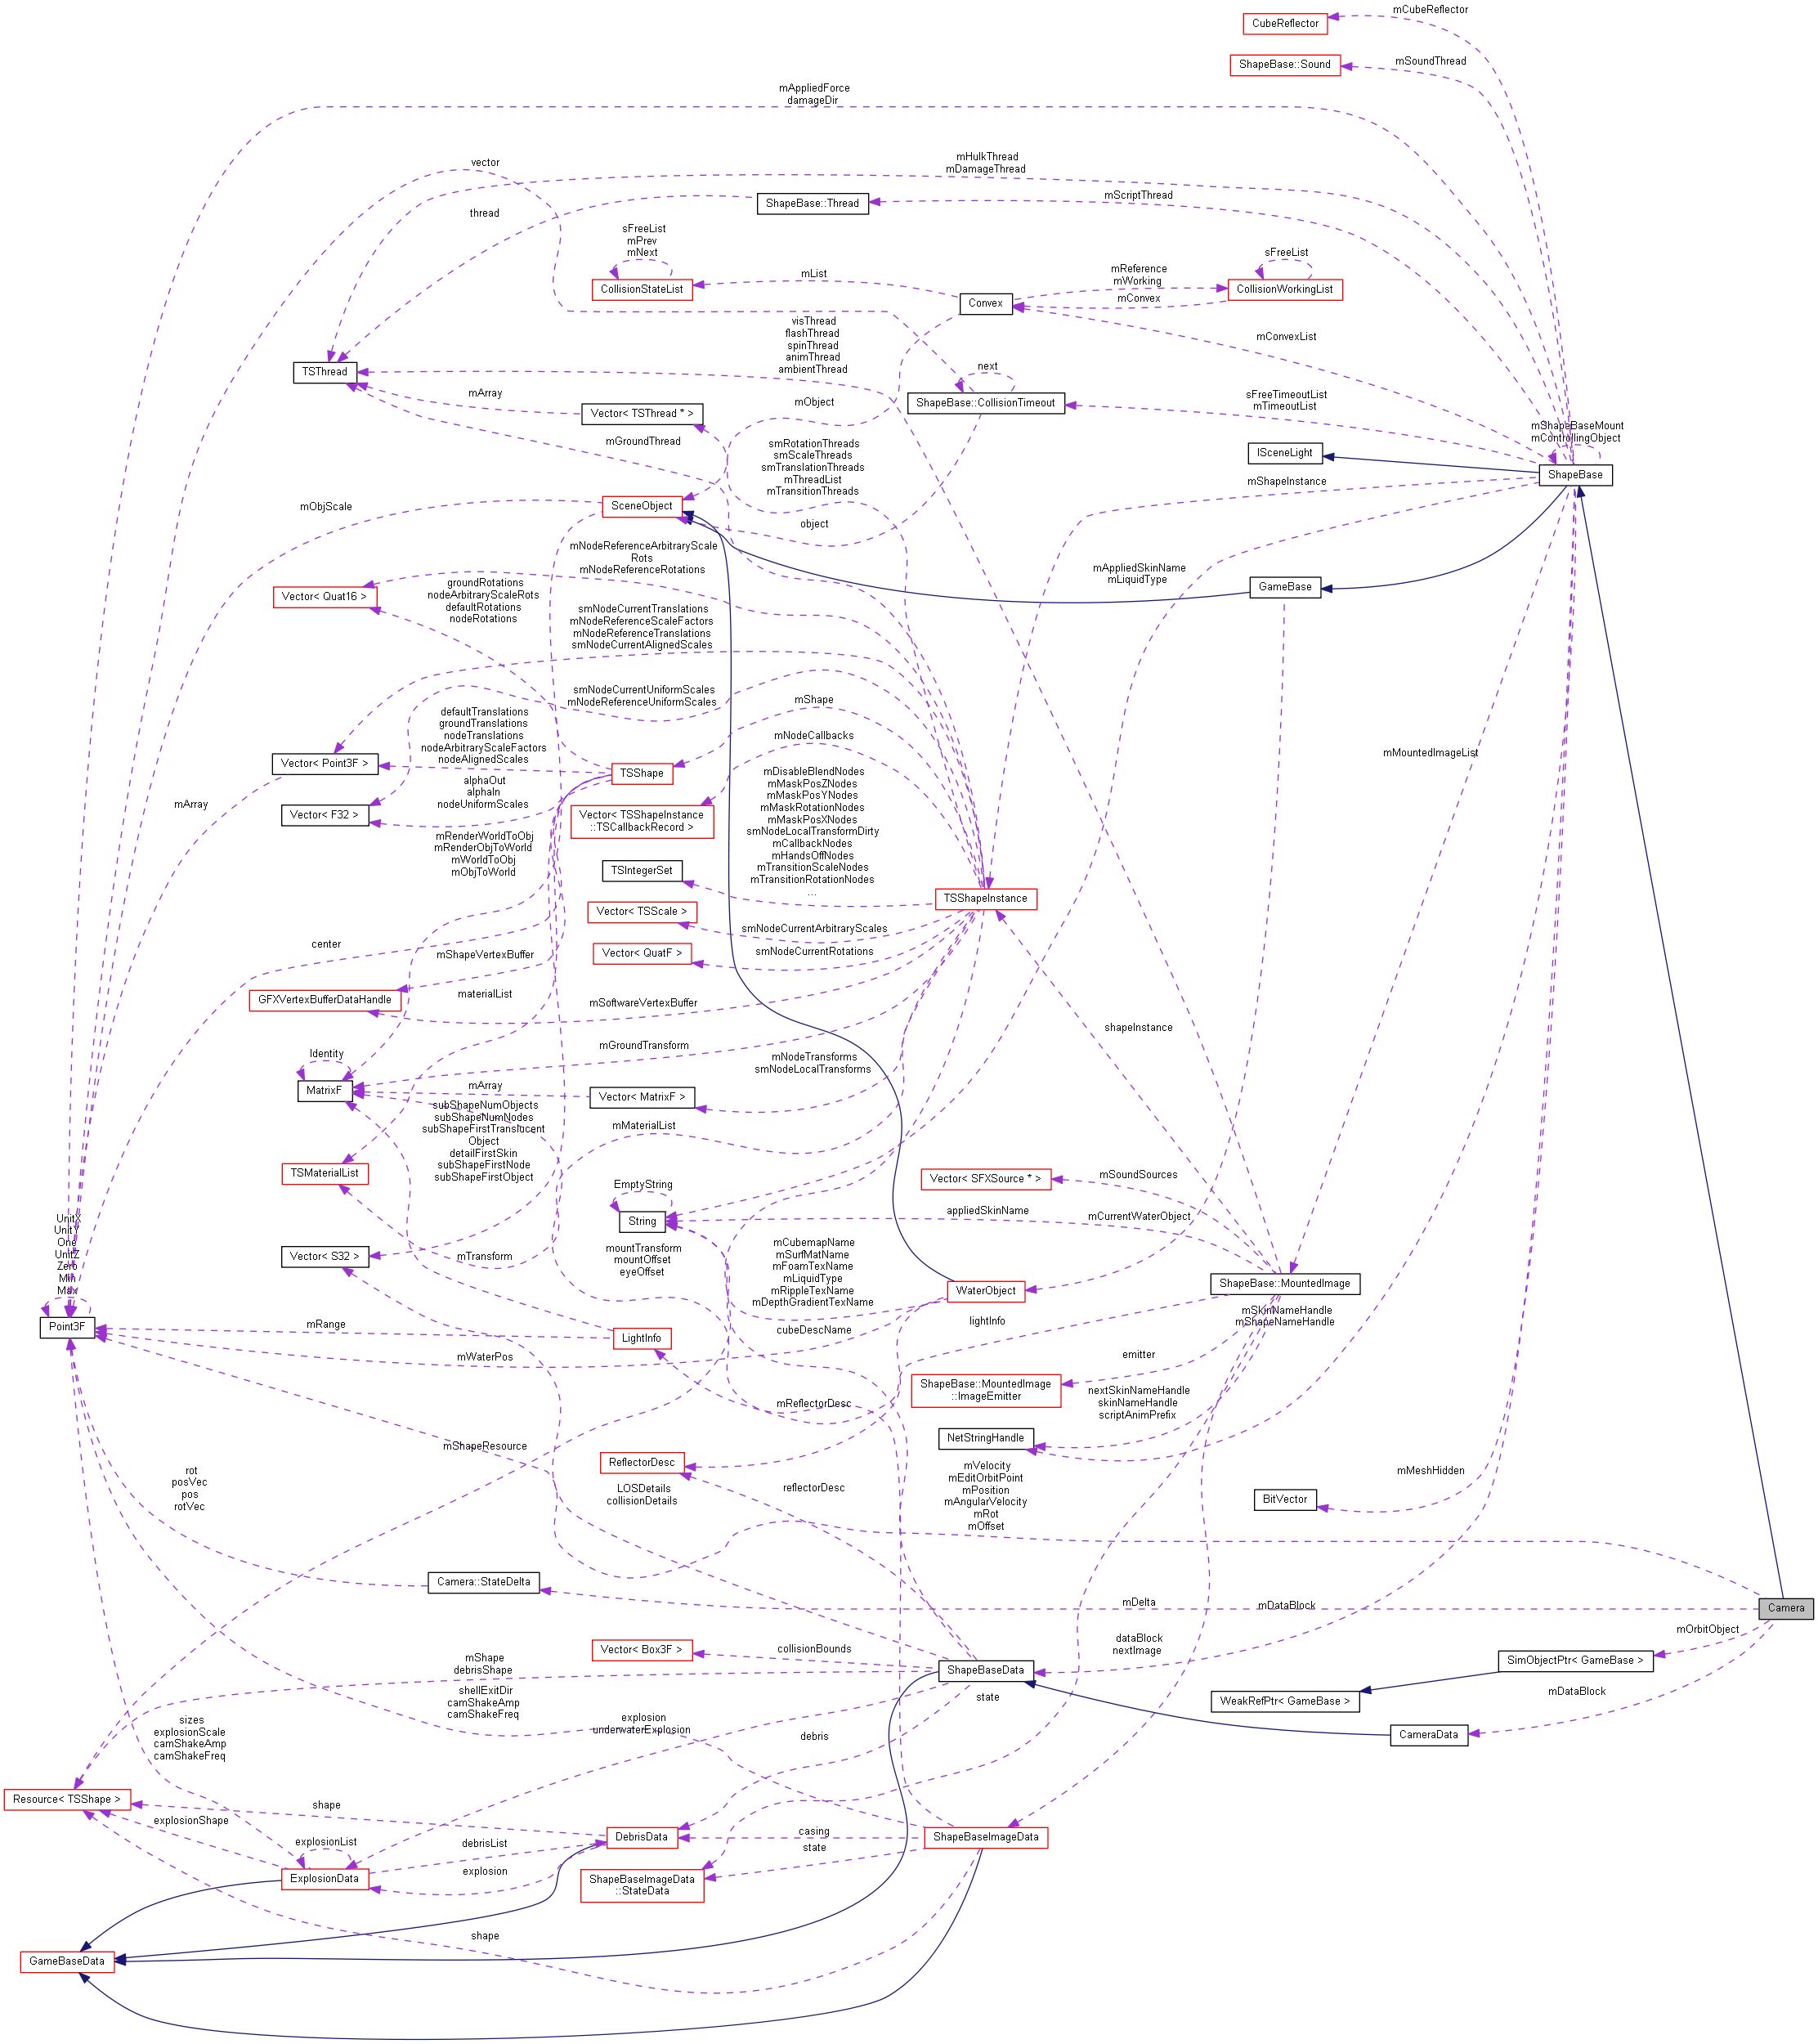 mCubeReflector
CubeReflector
ShapeBase::Sound
mSoundThread
mAppliedForce
damageDir
vector
mHulkThread
mDamageThread
thread
ShapeBase::Thread
mScriptThread
sFreeList
mPrev
mNext
CollisionStateList
mList
Convex
mReference
mWorking
mConvex
sFreeList
CollisionWorkingList
mConvexList
visThread
flashThread
spinThread
animThread
ambientThread
TSThread
mArray
Vector< TSThread * >
mObject
next
ShapeBase::CollisionTimeout
sFreeTimeoutList
mTimeoutList
mGroundThread
smRotationThreads
smScaleThreads
smTranslationThreads
mThreadList
mTransitionThreads
ISceneLight
mShapeBaseMount
mControllingObject
ShapeBase
mShapeInstance
mObjScale
SceneObject
object
mNodeReferenceArbitraryScale
Rots
mNodeReferenceRotations
mAppliedSkinName
mLiquidType
GameBase
Vector< Quat16 >
groundRotations
nodeArbitraryScaleRots
defaultRotations
nodeRotations
smNodeCurrentTranslations
mNodeReferenceScaleFactors
mNodeReferenceTranslations
smNodeCurrentAlignedScales
smNodeCurrentUniformScales
mNodeReferenceUniformScales
defaultTranslations
groundTranslations
nodeTranslations
nodeArbitraryScaleFactors
nodeAlignedScales
mShape
mNodeCallbacks
mMountedImageList
Vector< Point3F >
TSShape
mArray
Vector< F32 >
alphaOut
alphaIn
nodeUniformScales
Vector< TSShapeInstance
::TSCallbackRecord >
mDisableBlendNodes
mMaskPosZNodes
mMaskPosYNodes
mMaskRotationNodes
mMaskPosXNodes
smNodeLocalTransformDirty
mCallbackNodes
mHandsOffNodes
mTransitionScaleNodes
mTransitionRotationNodes
...
mRenderWorldToObj
mRenderObjToWorld
mWorldToObj
mObjToWorld
TSIntegerSet
TSShapeInstance
Vector< TSScale >
smNodeCurrentArbitraryScales
center
Vector< QuatF >
smNodeCurrentRotations
mShapeVertexBuffer
GFXVertexBufferDataHandle
materialList
mSoftwareVertexBuffer
shapeInstance
Identity
MatrixF
mGroundTransform
mArray
Vector< MatrixF >
mNodeTransforms
smNodeLocalTransforms
subShapeNumObjects
subShapeNumNodes
subShapeFirstTranslucent
Object
detailFirstSkin
subShapeFirstNode
subShapeFirstObject
mMaterialList
TSMaterialList
EmptyString
String
Vector< SFXSource * >
mSoundSources
appliedSkinName
mCurrentWaterObject
UnitX
UnitY
One
UnitZ
Zero
Min
Max
Point3F
Vector< S32 >
mTransform
mountTransform
mountOffset
eyeOffset
mCubemapName
mSurfMatName
mFoamTexName
mLiquidType
mRippleTexName
mDepthGradientTexName
WaterObject
ShapeBase::MountedImage
mRange
LightInfo
cubeDescName
mWaterPos
lightInfo
mSkinNameHandle
mShapeNameHandle
emitter
ShapeBase::MountedImage
::ImageEmitter
nextSkinNameHandle
skinNameHandle
scriptAnimPrefix
mReflectorDesc
NetStringHandle
mShapeResource
rot
posVec
pos
rotVec
ReflectorDesc
LOSDetails
collisionDetails
reflectorDesc
mVelocity
mEditOrbitPoint
mPosition
mAngularVelocity
mRot
mOffset
mMeshHidden
BitVector
Camera::StateDelta
mDelta
mDataBlock
Camera
mOrbitObject
Vector< Box3F >
collisionBounds
dataBlock
nextImage
SimObjectPtr< GameBase >
mShape
debrisShape
ShapeBaseData
WeakRefPtr< GameBase >
mDataBlock
shellExitDir
camShakeAmp
camShakeFreq
state
sizes
explosionScale
camShakeAmp
camShakeFreq
explosion
underwaterExplosion
debris
CameraData
Resource< TSShape >
shape
explosionShape
explosionList
ExplosionData
debrisList
explosion
DebrisData
casing
state
ShapeBaseImageData
ShapeBaseImageData
::StateData
GameBaseData
shape